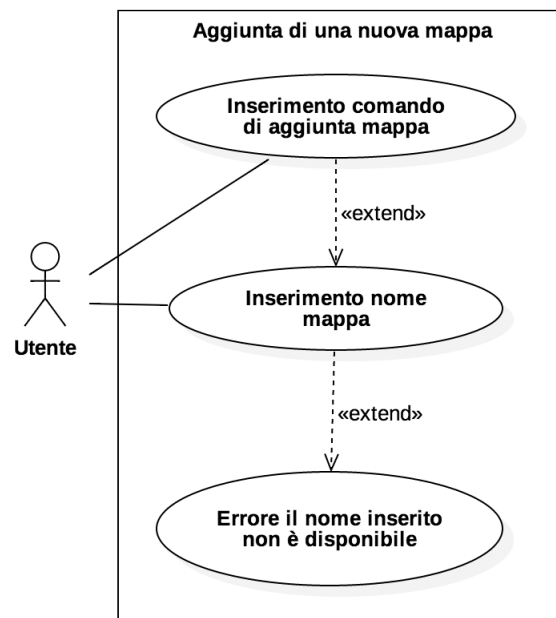 Aggiunta di una nuova mappa
Inserimento comando
di aggiunta mappa
«extend»
Inserimento nome
mappa
Utente
«extend»
Errore il nome inserito
non è disponibile